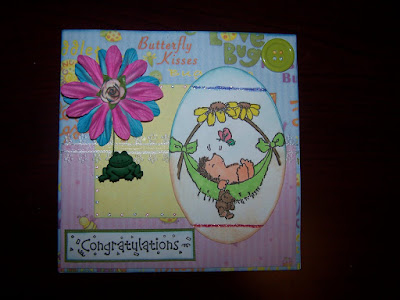 Butterfly
Kisses
Love
Bug!
Congratulations